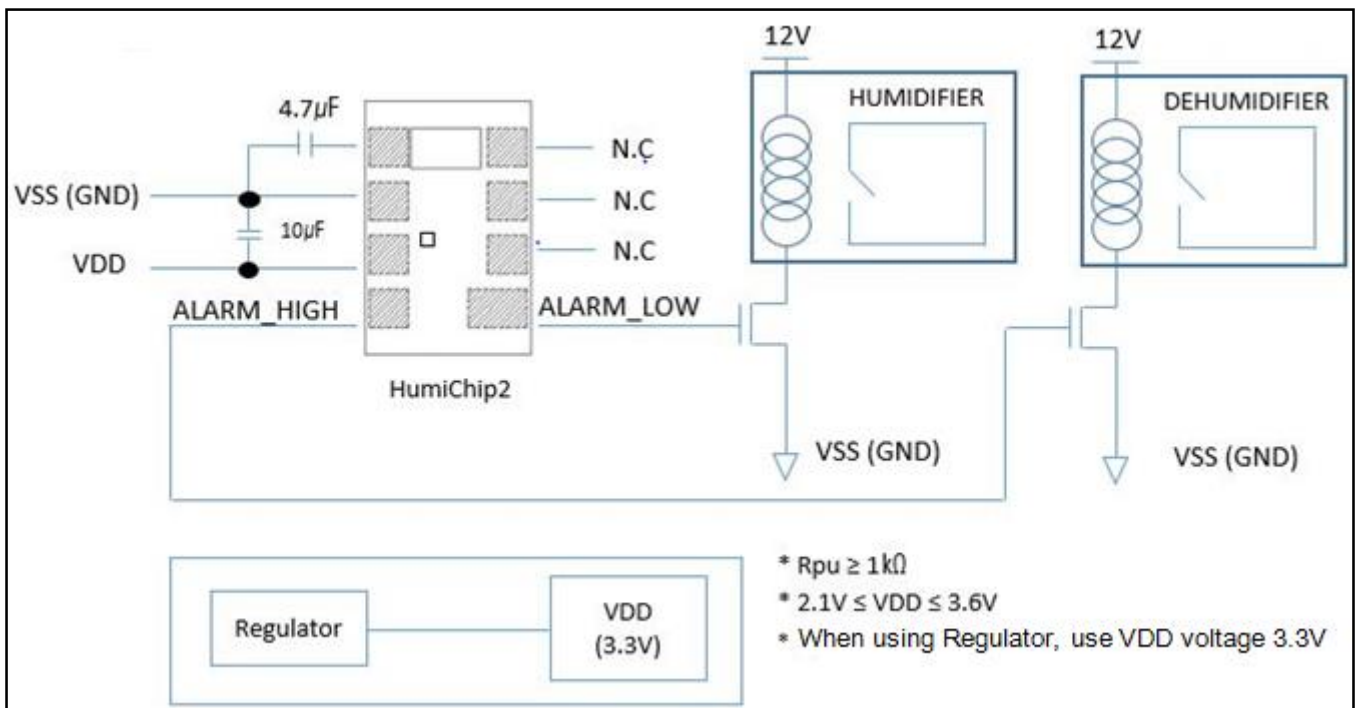 12V
12V
HUMIDIFIER
DEHUMIDIFIER
4.7µF
N.C
VSS (GND)
N.C
10µF
N.C
VDD
ALARM_HIGH
ALARM_LOW
HumiChip2
VSS (GND)
VSS (GND)
Regulator
VDD
(3.3V)
* Rpu ≥ 1kΩ
* 2.1V ≤ VDD ≤ 3.6V
* When using Regulator, use VDD voltage 3.3V